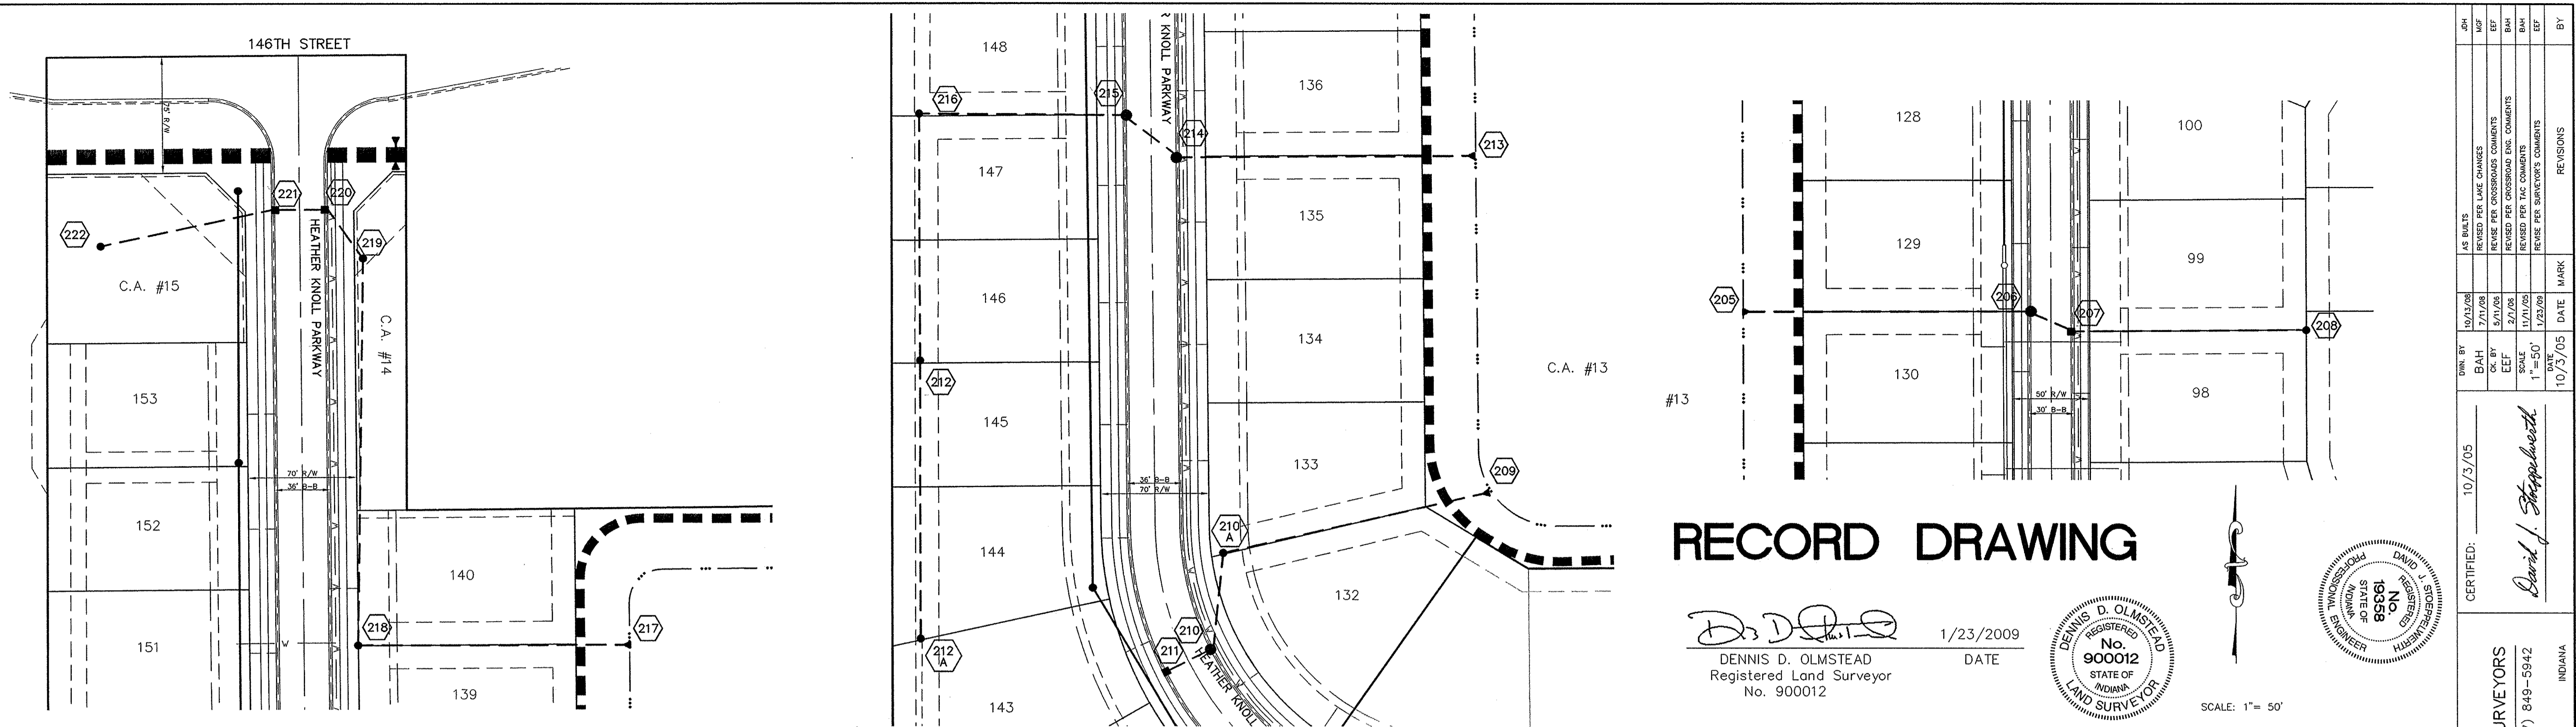 146TH STREET
75' R/W
221
220
222
219
C.A. #15
HEATHER KNOLL PARKWAY
C.A. #14
153
70' R/W
36' B-B
152
140
218
217
W
151
139
148
R KNOLL PARKWAY
136
216
215
214
213
147
135
146
134
212
C.A. #13
145
133
36' B-B
70' R/W
209
210
A
144
132
210
211
212
A
HEATHER KNOLL
143
128
100
129
99
205
206
207
208
130
#13
98
50' R/W
30' B-B
RECORD DRAWING
1/23/2009
DENNIS D. OLMSTEAD
DATE
Registered Land Surveyor
No. 900012
DENNIS D. OLMSTEAD
REGISTERED
No.
900012
STATE OF
INDIANA
LAND SURVEYOR
SCALE: 1"= 50'
DAVID J. STOEPPELWERTH
REGISTERED
No.
19358
STATE OF
INDIANA
PROFESSIONAL ENGINEER
10/13/08 AS BUILTS JDH
7/11/08 REVISED PER LAKE CHANGES MGF
5/11/06 REVISE PER CROSSROADS COMMENTS EEF
2/1/06 REVISED PER CROSSROAD ENG. COMMENTS BAH
11/11/05 REVISED PER TAC COMMENTS BAH
1/23/09 REVISE PER SURVEYOR'S COMMENTS EEF
DATE MARK REVISIONS BY
DWN. BY
BAH
CK. BY
EEF
SCALE
1"=50'
DATE
10/3/05
CERTIFIED: 10/3/05
David J. Stoeppelwerth
RVEYORS
) 849-5942
INDIANA